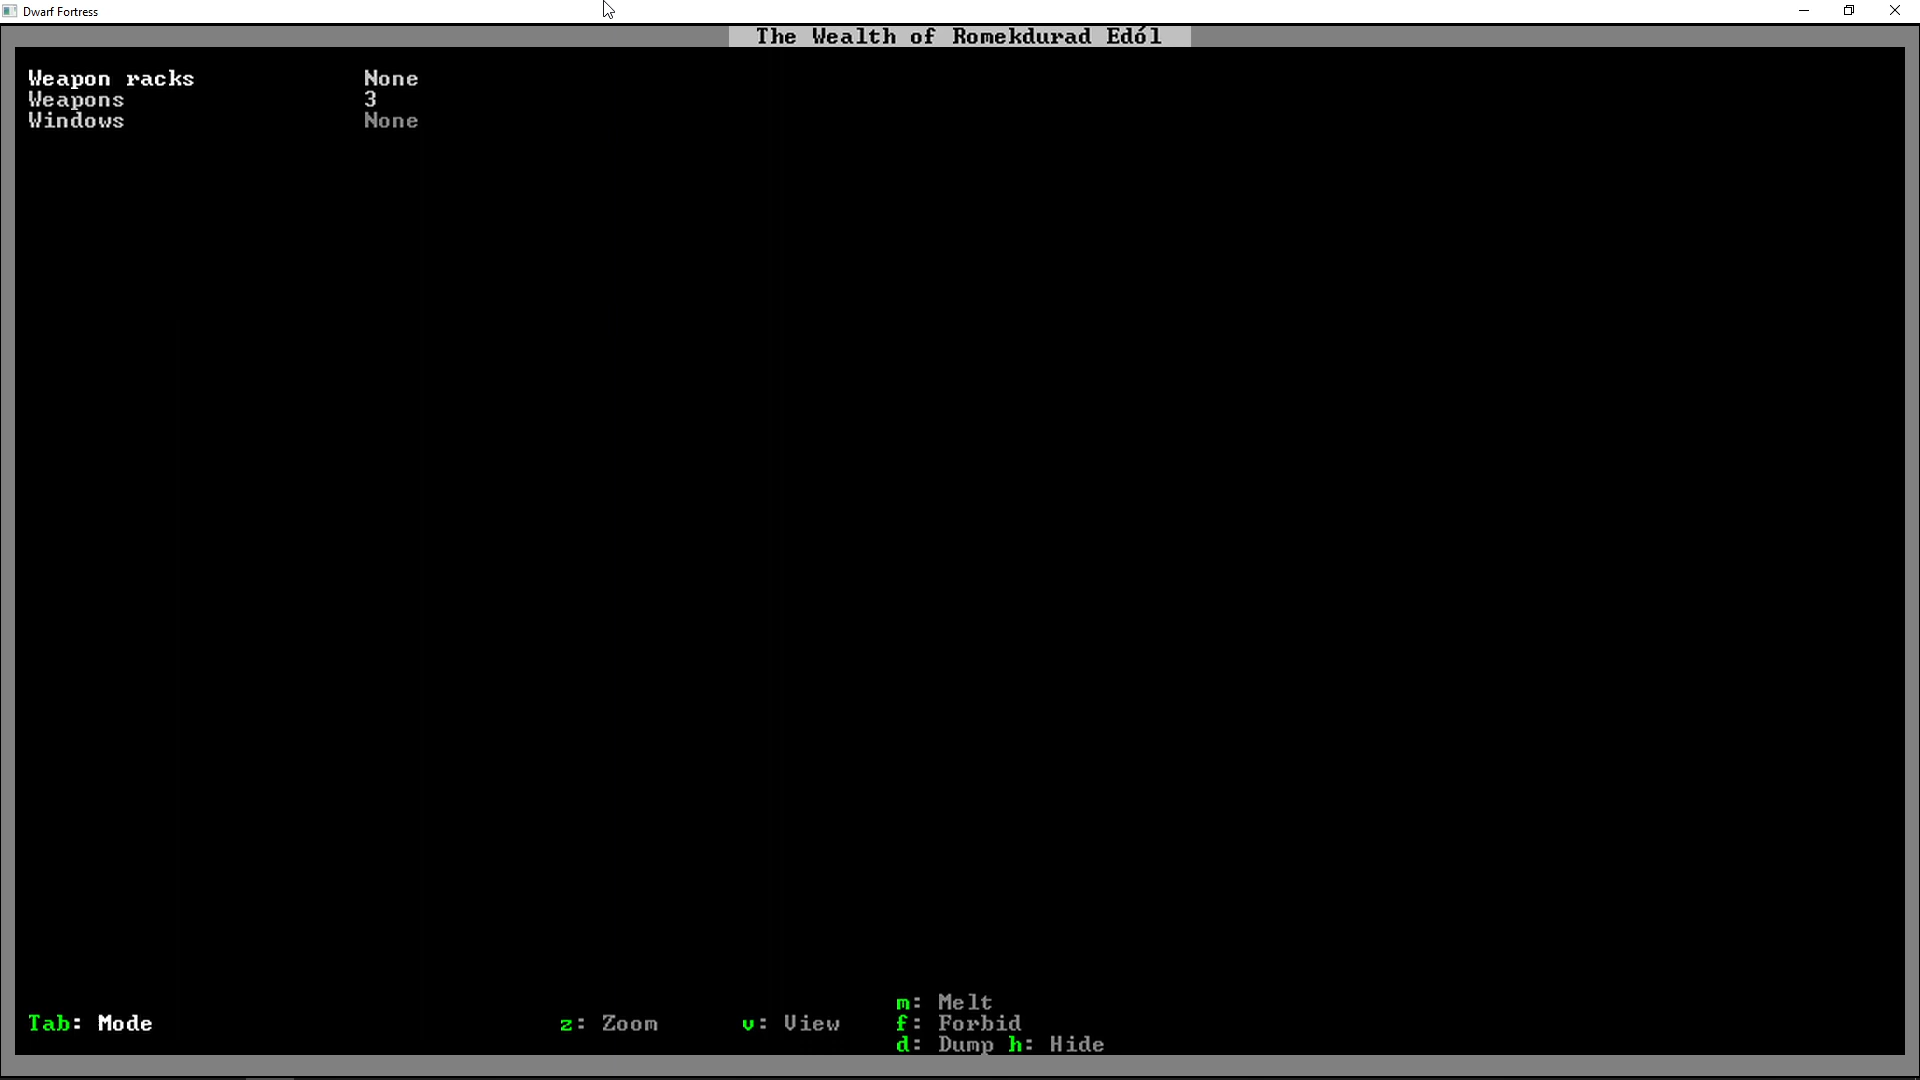 Dwarf Fortress
The Wealth of Romekdurad Edól
Weapon racks None
Weapons 3
Windows None
m: Melt
Tab: Mode z: Zoom v: View f: Forbid
d: Dump h: Hide